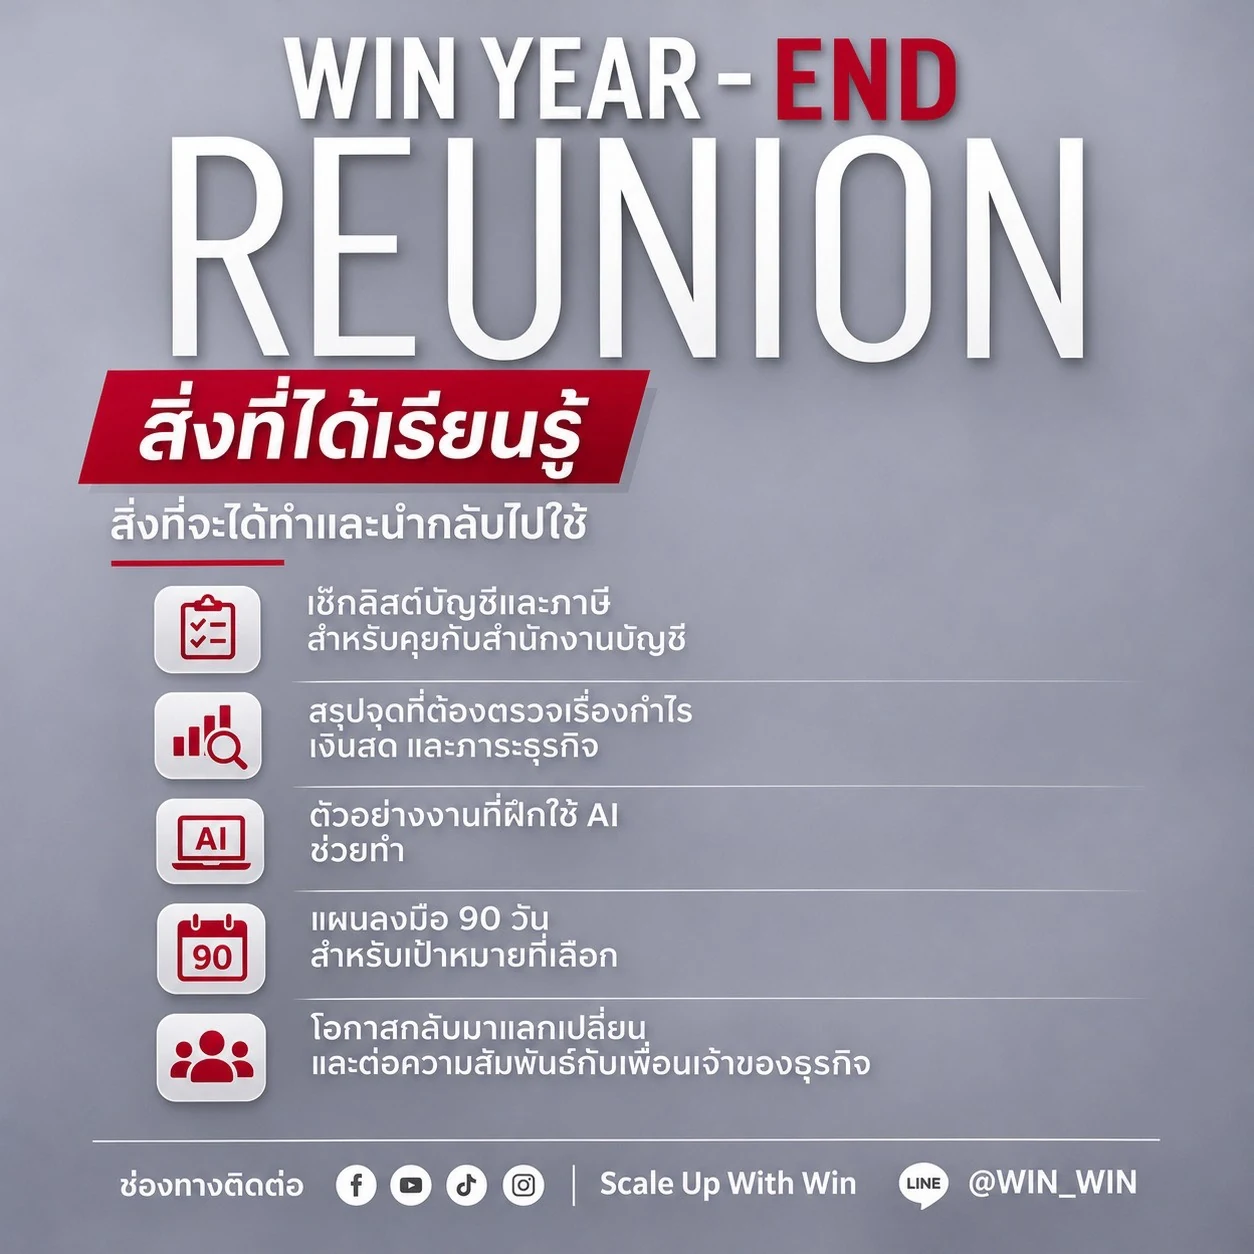 WIN YEAR - END
REUNION
สิ่งที่ได้เรียนรู้
สิ่งที่จะได้ทำและนำกลับไปใช้
เช็กลิสต์บัญชีและภาษี
สำหรับคุยกับสำนักงานบัญชี
สรุปจุดที่ต้องตรวจเรื่องกำไร
เงินสด และภาระธุรกิจ
AI
ตัวอย่างงานที่ฝึกใช้ AI
ช่วยทำ
90
แผนลงมือ 90 วัน
สำหรับเป้าหมายที่เลือก
โอกาสกลับมาแลกเปลี่ยน
และต่อความสัมพันธ์กับเพื่อนเจ้าของธุรกิจ
ช่องทางติดต่อ Scale Up With Win LINE @WIN_WIN